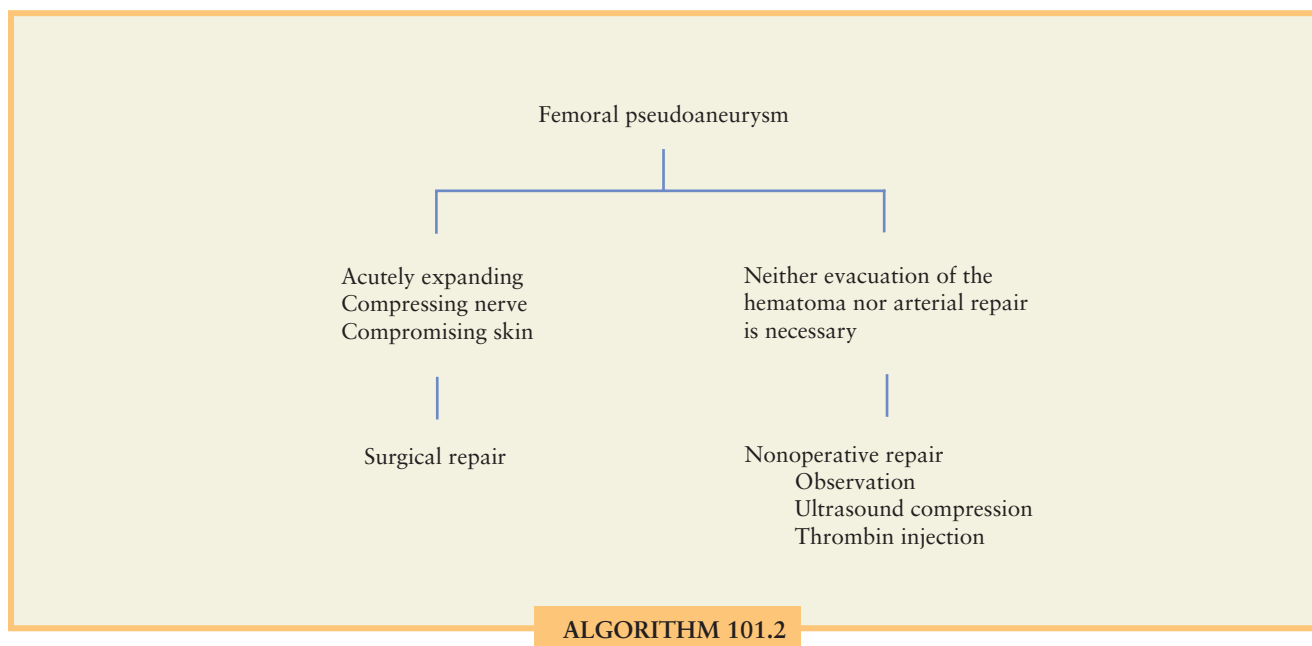 Femoral pseudoaneurysm
Acutely expanding
Compressing nerve
Compromising skin
Surgical repair
Neither evacuation of the
hematoma nor arterial repair
is necessary
Nonoperative repair
Observation
Ultrasound compression
Thrombin injection
ALGORITHM 101.2